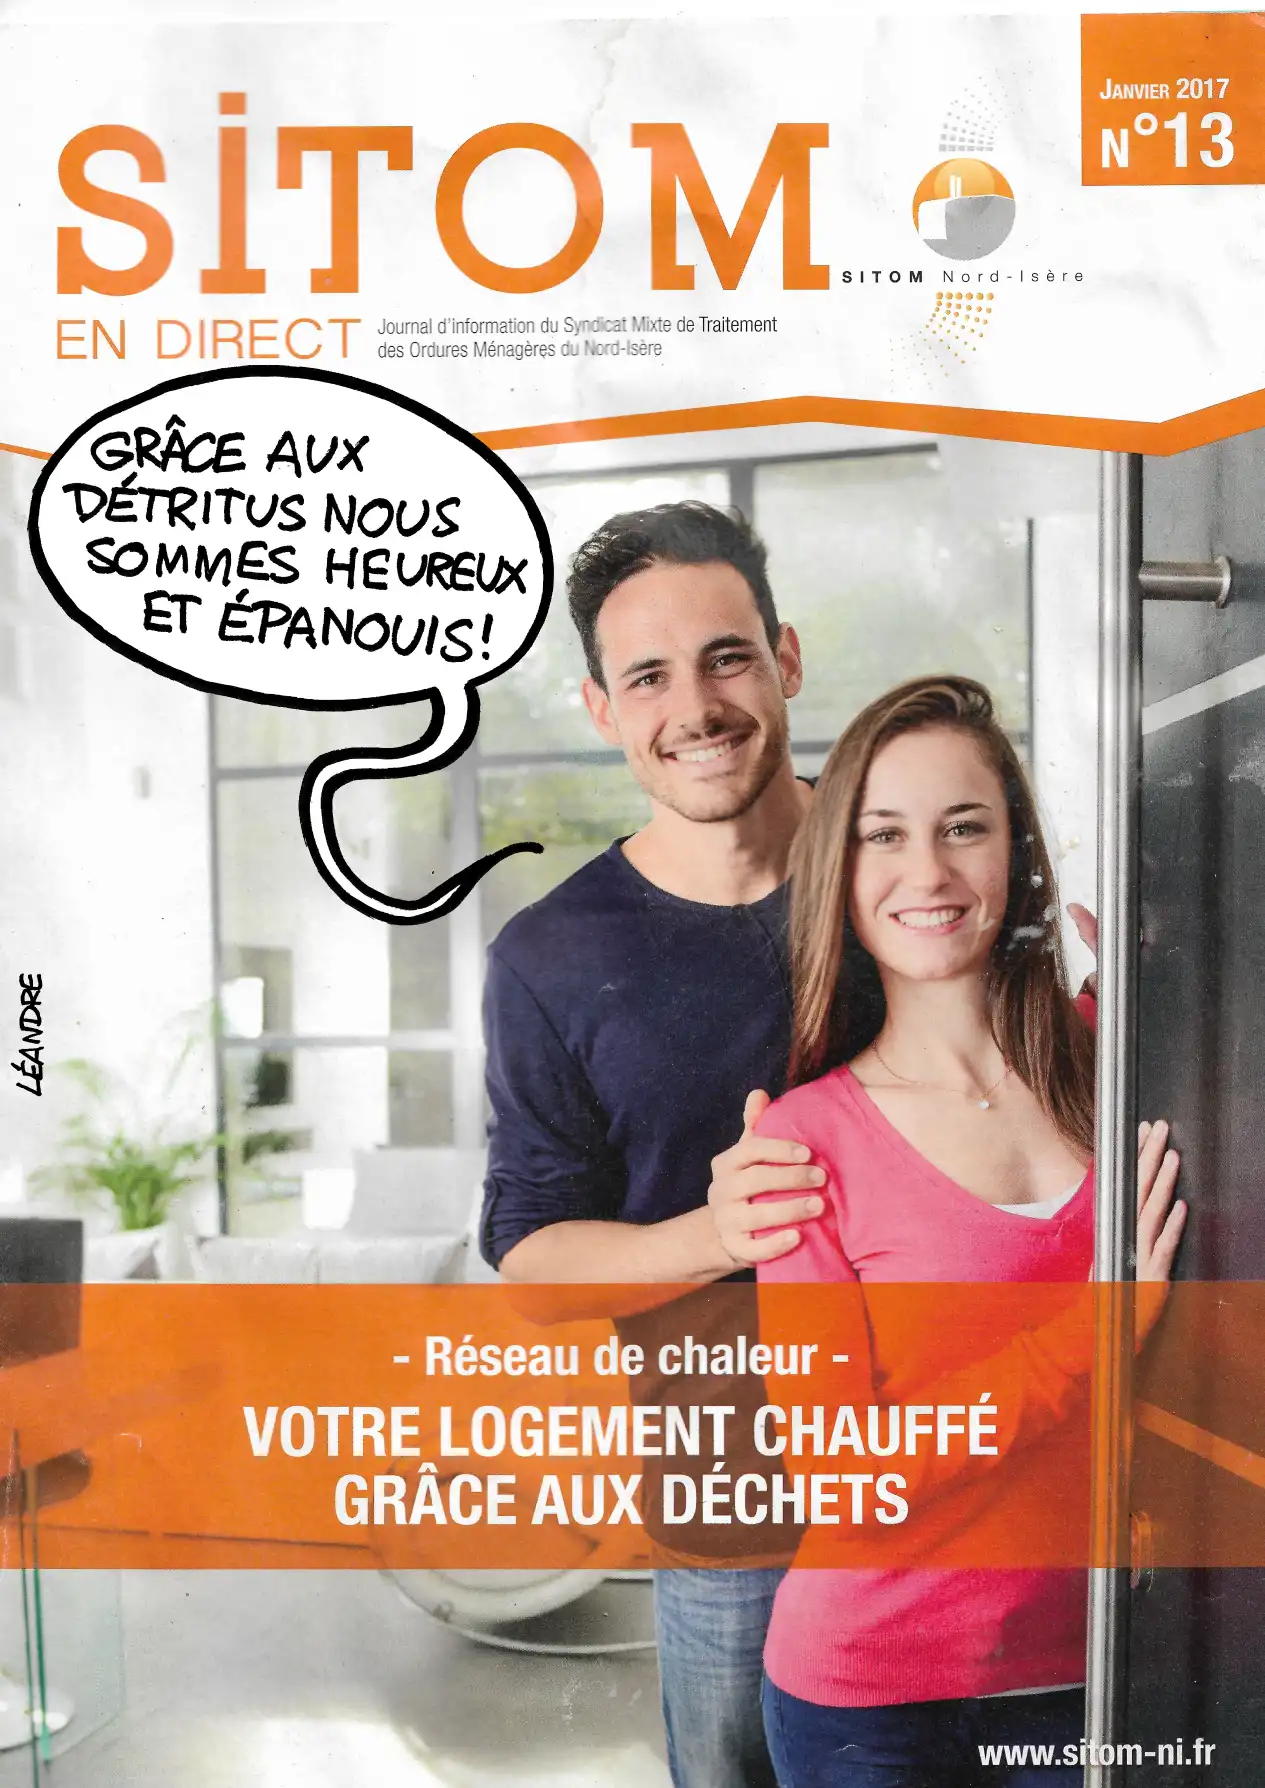 JANVIER 2017
N°13
SiTOM
SITOM Nord-Isère
EN DIRECT
Journal d'information du Syndicat Mixte de Traitement
des Ordures Ménagères du Nord-Isère
GRÂCE AUX
DÉTRITUS NOUS
SOMMES HEUREUX
ET ÉPANOUIS!
LÉANDRE
- Réseau de chaleur -
VOTRE LOGEMENT CHAUFFÉ
GRÂCE AUX DÉCHETS
www.sitom-ni.fr